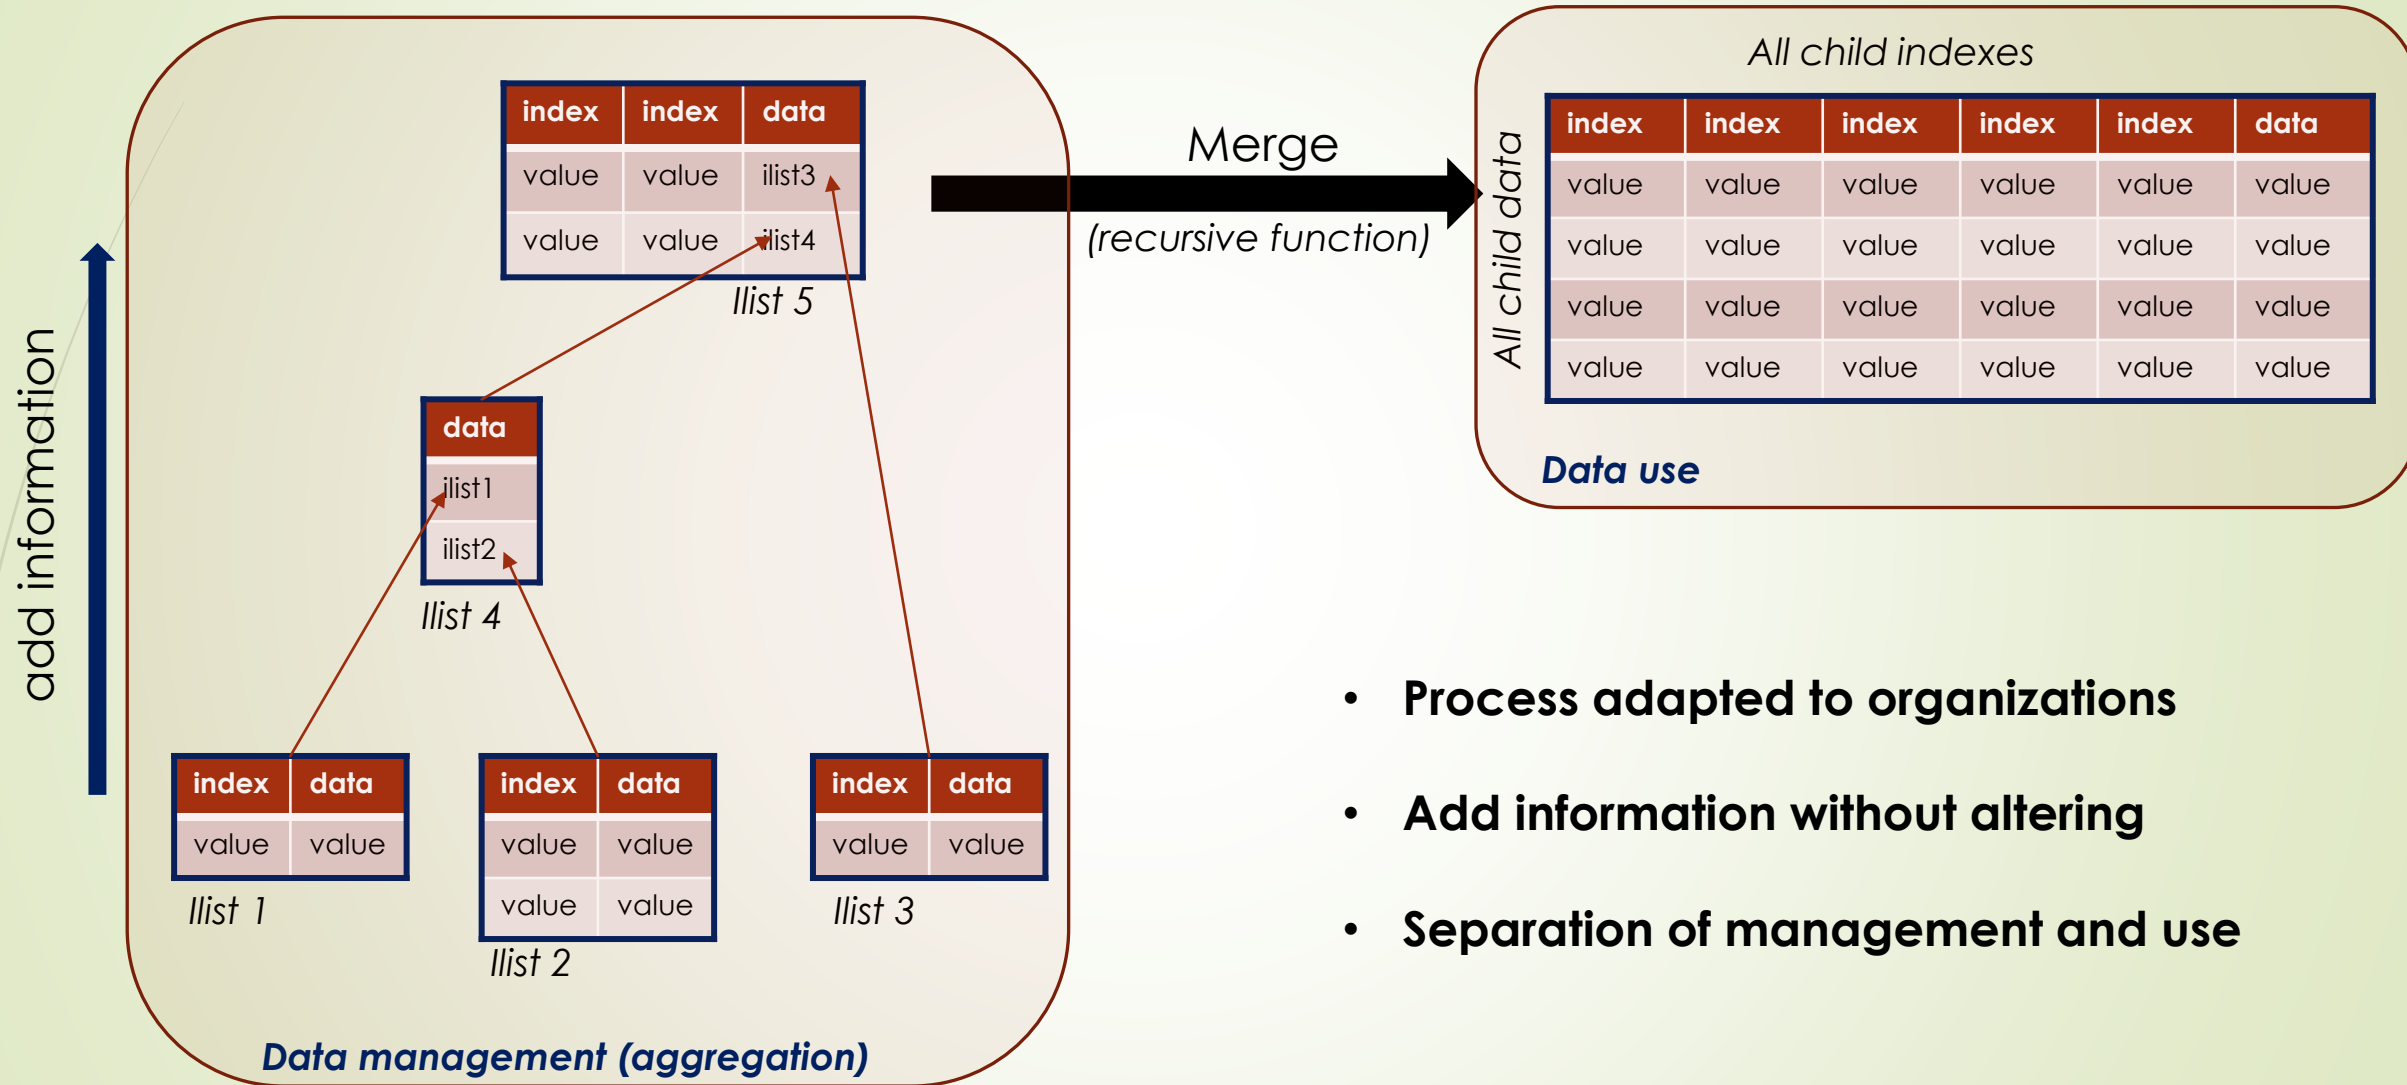 add information
index index data
value value ilist3
value value ilist4
Ilist 5
data
ilist1
ilist2
Ilist 4
index data
value value
Ilist 1
index data
value value
value value
Ilist 2
index data
value value
Ilist 3
Data management (aggregation)
Merge
(recursive function)
All child indexes
All child data
index index index index index data
value value value value value value
value value value value value value
value value value value value value
value value value value value value
Data use
• Process adapted to organizations
• Add information without altering
• Separation of management and use